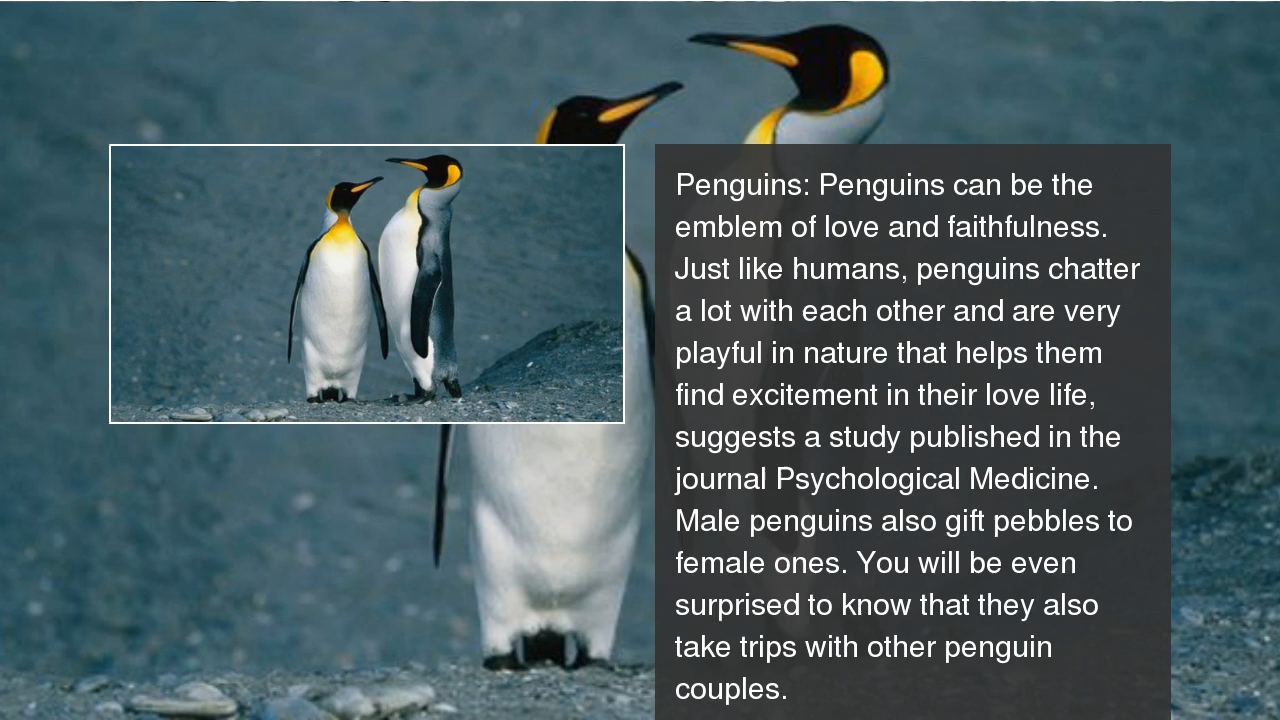 Penguins: Penguins can be the
emblem of love and faithfulness.
Just like humans, penguins chatter
a lot with each other and are very
playful in nature that helps them
find excitement in their love life,
suggests a study published in the
journal Psychological Medicine.
Male penguins also gift pebbles to
female ones. You will be even
surprised to know that they also
take trips with other penguin
couples.